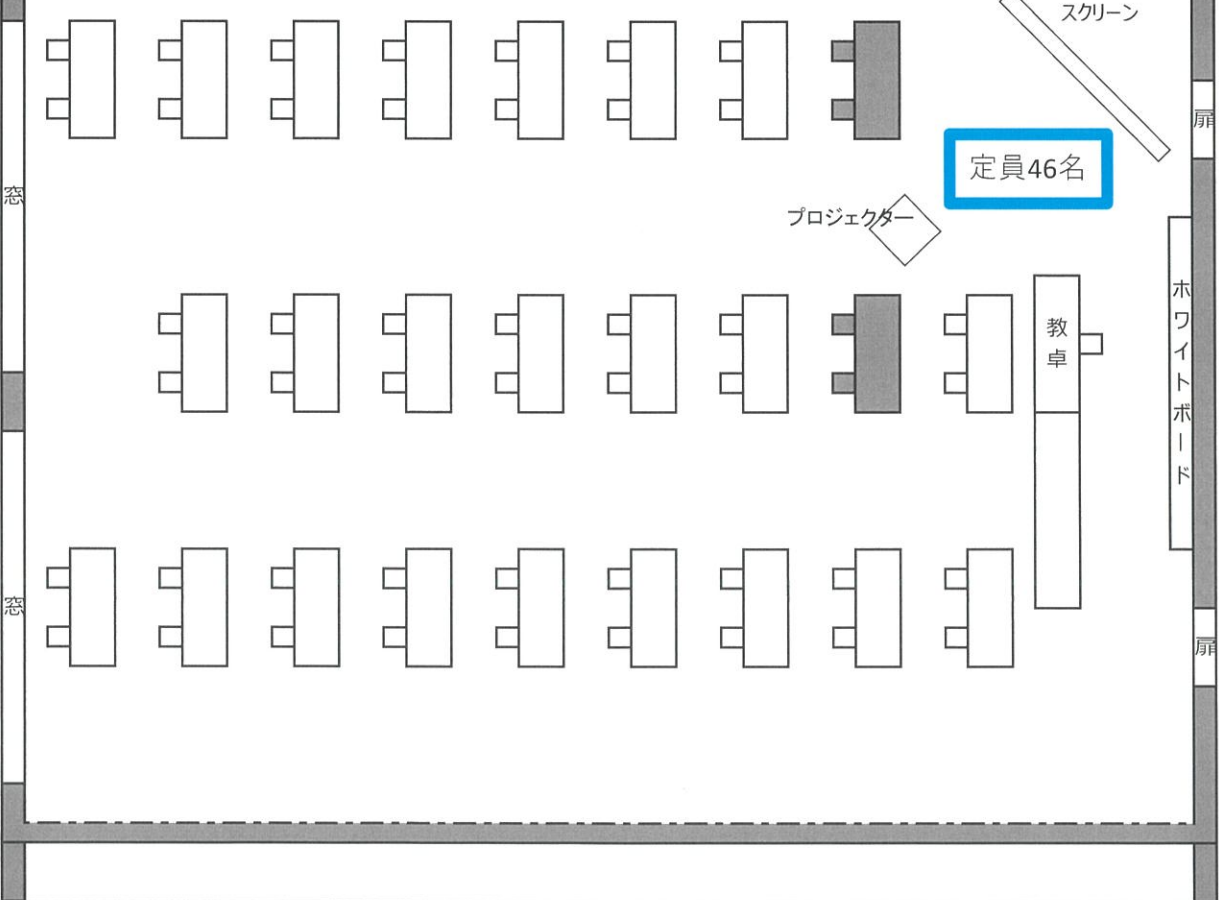 スクリーン
扉
定員46名
窓
プロジェクター
ホワイトボード
教卓
窓
扉